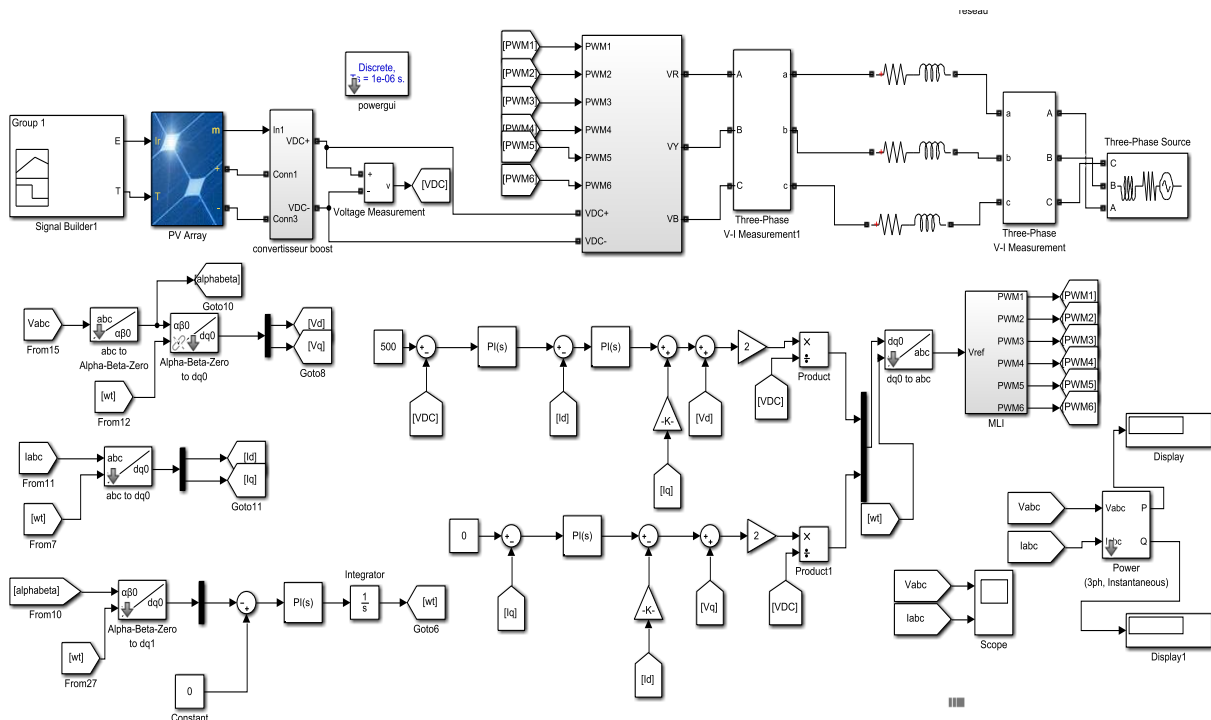 reseau
Discrete,
Ts = 1e-06 s.
powergui
Group 1
E
T
Signal Builder1
Ir
T
m
+
-
PV Array
In1
Conn1
Conn3
VDC+
VDC-
convertisseur boost
+
-
v
Voltage Measurement
[VDC]
[PWM1]
[PWM2]
[PWM3]
[PWM4]
[PWM5]
[PWM6]
PWM1
PWM2
PWM3
PWM4
PWM5
PWM6
VDC+
VDC-
VR
VY
VB
A
B
C
a
b
c
Three-Phase
V-I Measurement1
a
b
c
A
B
C
Three-Phase
V-I Measurement
Three-Phase Source
C
B
A
[alphabeta]
Goto10
Vabc
From15
abc
αβ0
abc to
Alpha-Beta-Zero
αβ0
dq0
Alpha-Beta-Zero
to dq0
[Vd]
[Vq]
Goto8
[wt]
From12
Iabc
From11
abc
dq0
abc to dq0
[Id]
[Iq]
Goto11
[wt]
From7
[alphabeta]
From10
αβ0
dq0
Alpha-Beta-Zero
to dq1
[wt]
From27
0
Constant
PI(s)
Integrator
1
s
[wt]
Goto6
500
[VDC]
PI(s)
[Id]
PI(s)
-K-
[Iq]
[Vd]
2
[VDC]
×
÷
Product
0
[Iq]
PI(s)
-K-
[Id]
[Vq]
2
[VDC]
×
÷
Product1
[wt]
dq0
abc
dq0 to abc
Vref
PWM1
PWM2
PWM3
PWM4
PWM5
PWM6
MLI
[PWM1]
[PWM2]
[PWM3]
[PWM4]
[PWM5]
[PWM6]
Display
Vabc
Iabc
Vabc
Iabc
P
Q
Power
(3ph, Instantaneous)
Vabc
Iabc
Scope
Display1